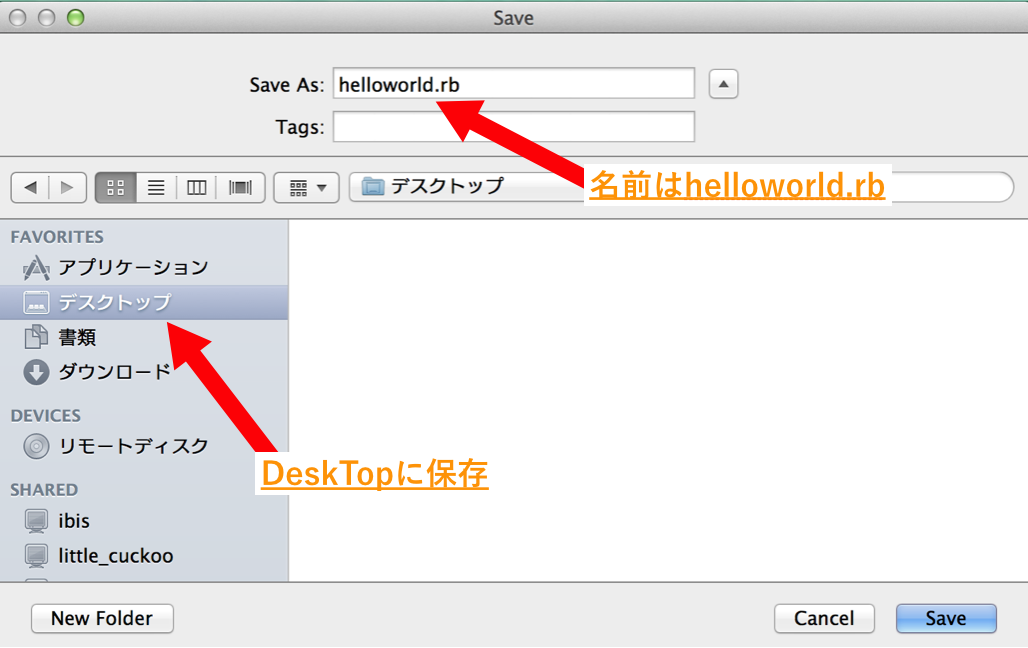 Save
Save As: helloworld.rb
Tags:
デスクトップ
名前はhelloworld.rb
FAVORITES
アプリケーション
デスクトップ
書類
ダウンロード
DEVICES
リモートディスク
DeskTopに保存
SHARED
ibis
little_cuckoo
New Folder
Cancel
Save